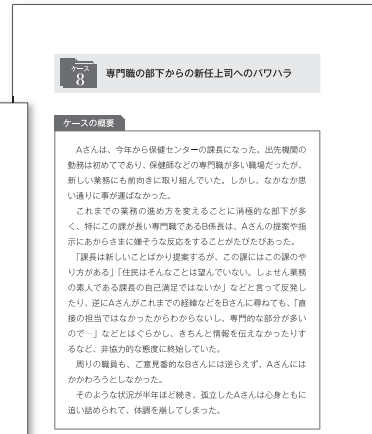 ケース
8
専門職の部下からの新任上司へのパワハラ
ケースの概要
Aさんは、今年から保健センターの課長になった。出先機関の
勤務は初めてであり、保健師などの専門職が多い職場だったが、
新しい業務にも前向きに取り組んでいた。しかし、なかなか思
い通りに事が運ばなかった。
これまでの業務の進め方を変えることに消極的な部下が多
く、特にこの課が長い専門職であるB係長は、Aさんの提案や指
示にあからさまに嫌そうな反応をすることがたびたびあった。
「課長は新しいことばかり提案するが、この課にはこの課のや
り方がある」「住民はそんなことは望んでいない。しょせん業務
の素人である課長の自己満足ではないか」などと言って反発し
たり、逆にAさんがこれまでの経緯などをBさんに尋ねても、「直
接の担当ではなかったからわからないし、専門的な部分が多い
ので…」などとはぐらかし、きちんと情報を伝えなかったりす
るなど、非協力的な態度に終始していた。
周りの職員も、ご意見番的なBさんには逆らえず、Aさんには
かかわろうとしなかった。
そのような状況が半年ほど続き、孤立したAさんは心身ともに
追い詰められて、体調を崩してしまった。